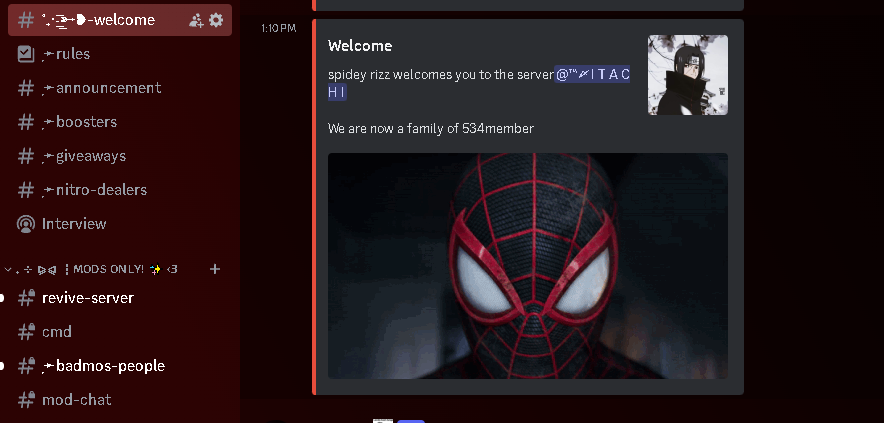 -welcome
rules
announcement
boosters
giveaways
nitro-dealers
Interview
MODS ONLY! ✨ <3
revive-server
cmd
badmos-people
mod-chat
1:10 PM
Welcome
spidey rizz welcomes you to the server @™ I T A C
H I
We are now a family of 534member